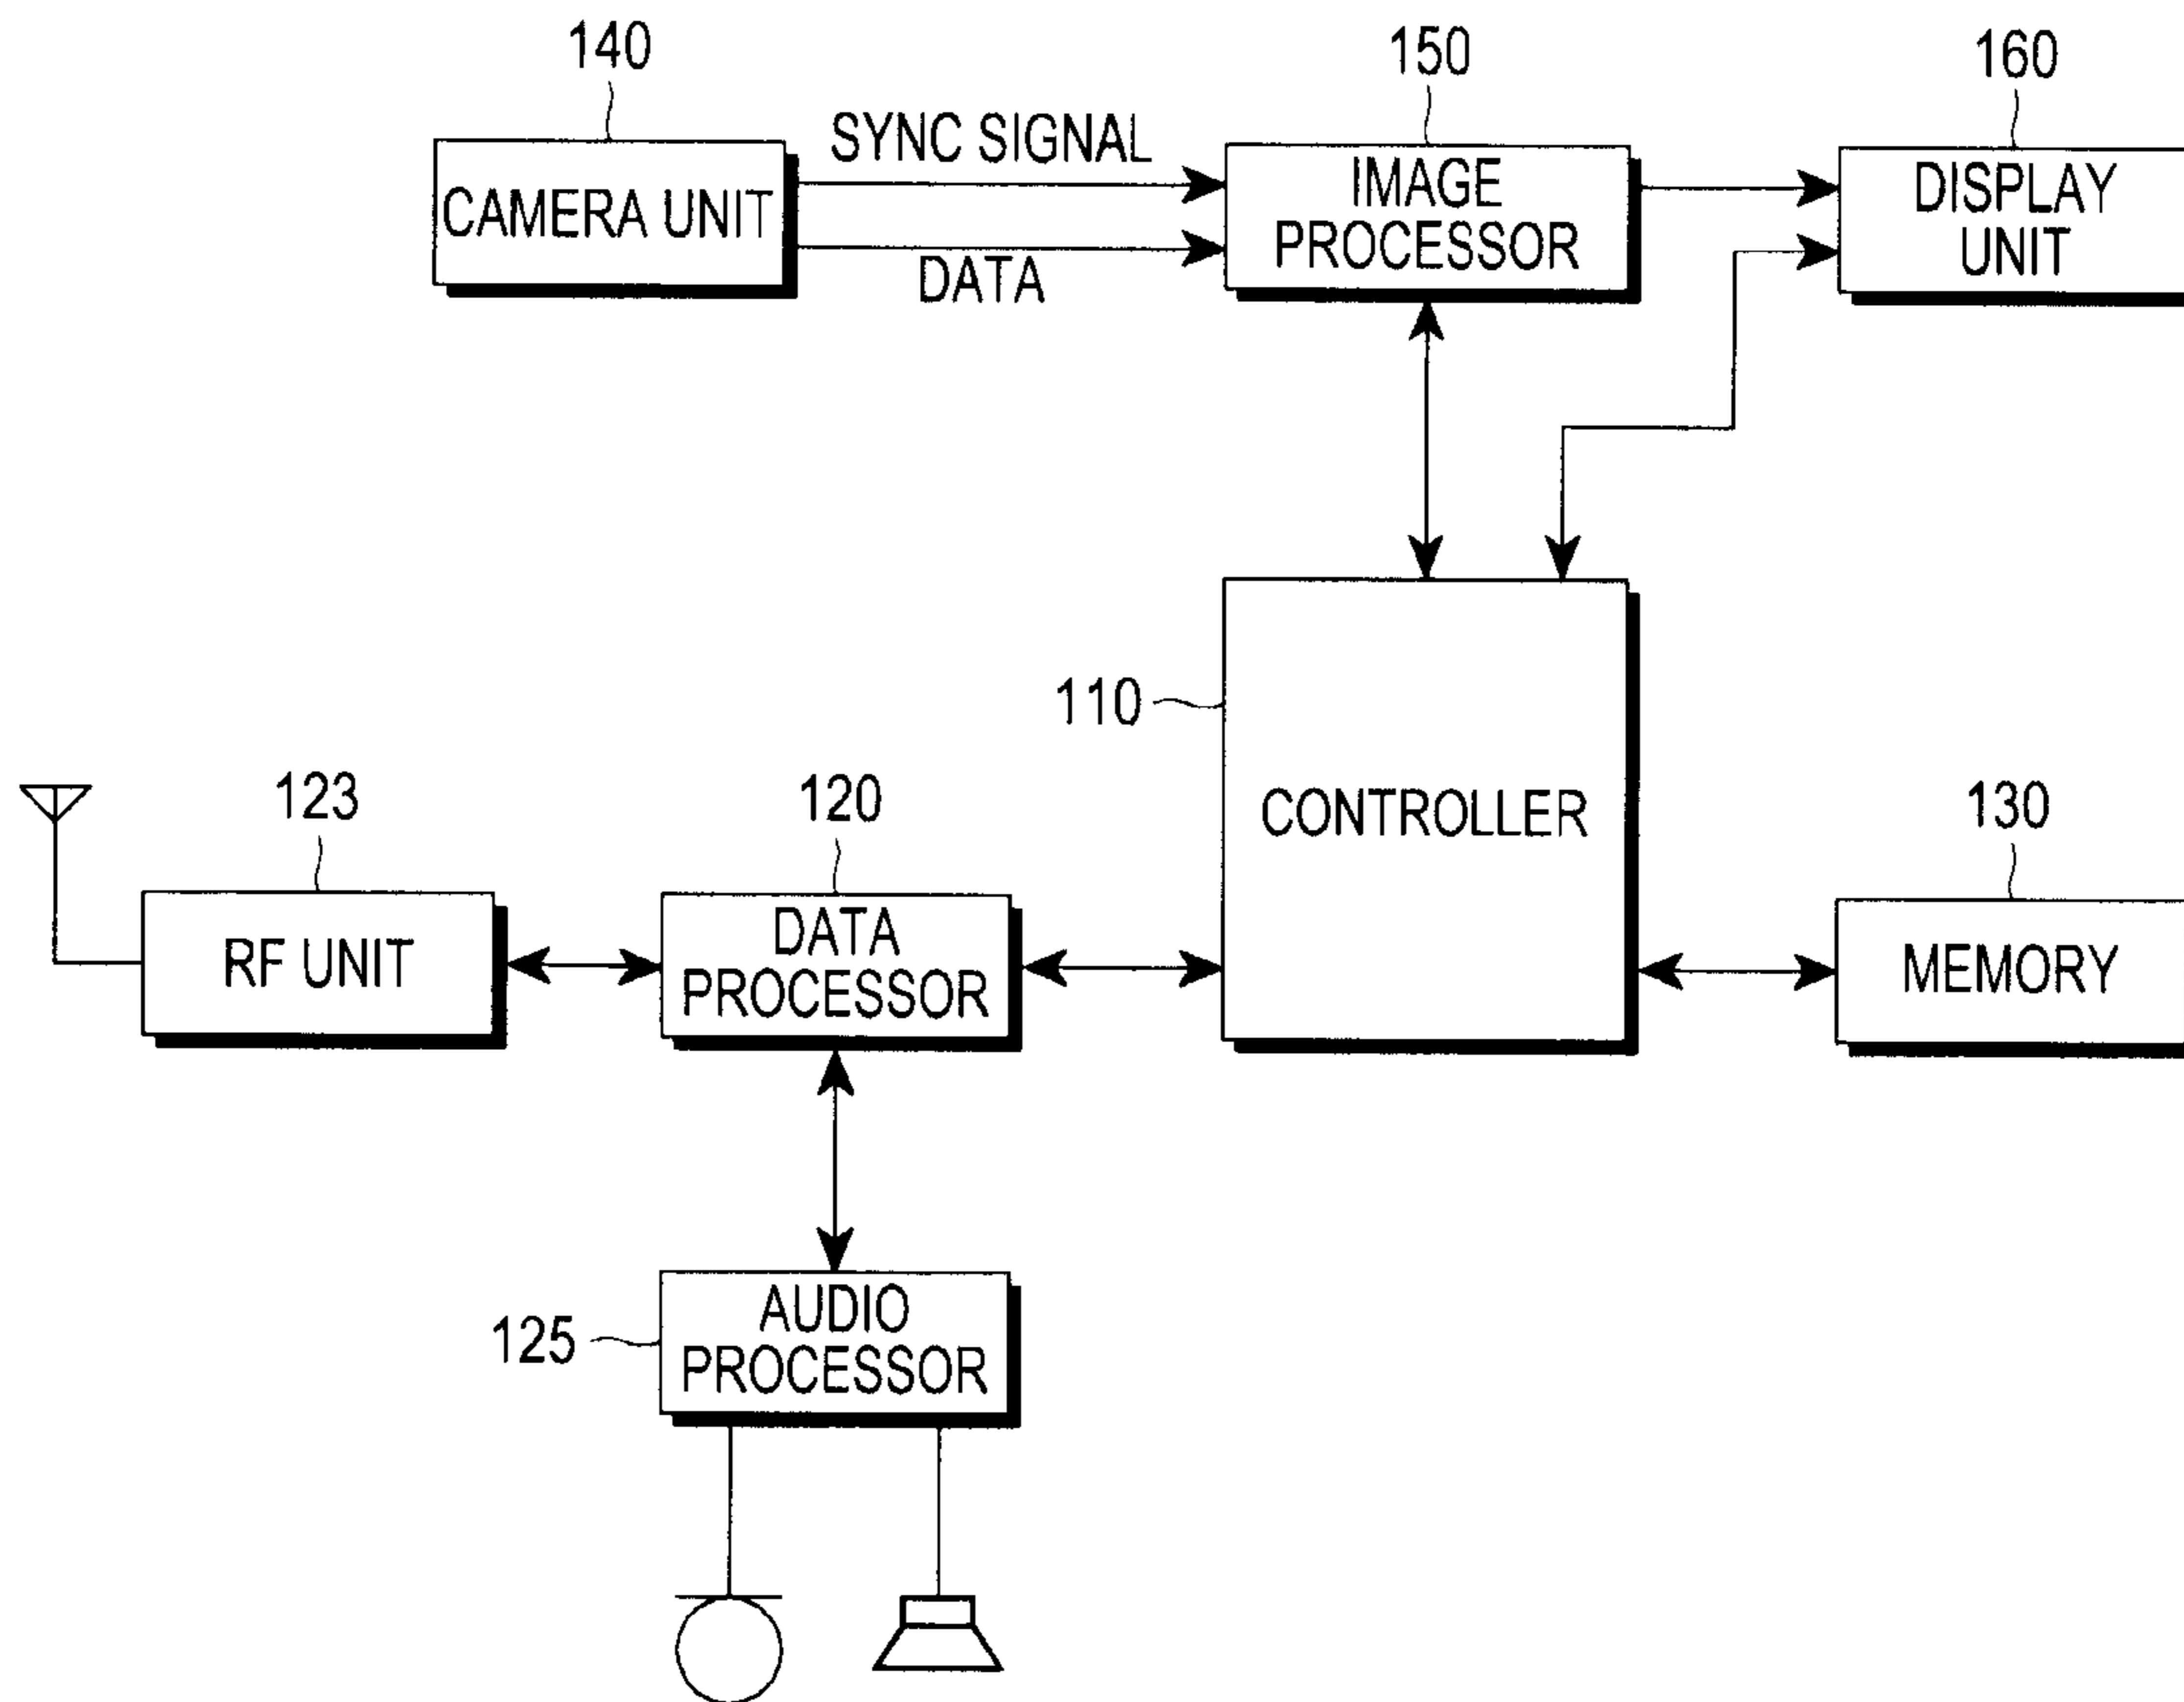 140
150
160
SYNC SIGNAL
CAMERA UNIT
DATA
IMAGE
PROCESSOR
DISPLAY
UNIT
110
CONTROLLER
123
120
130
RF UNIT
DATA
PROCESSOR
MEMORY
125
AUDIO
PROCESSOR